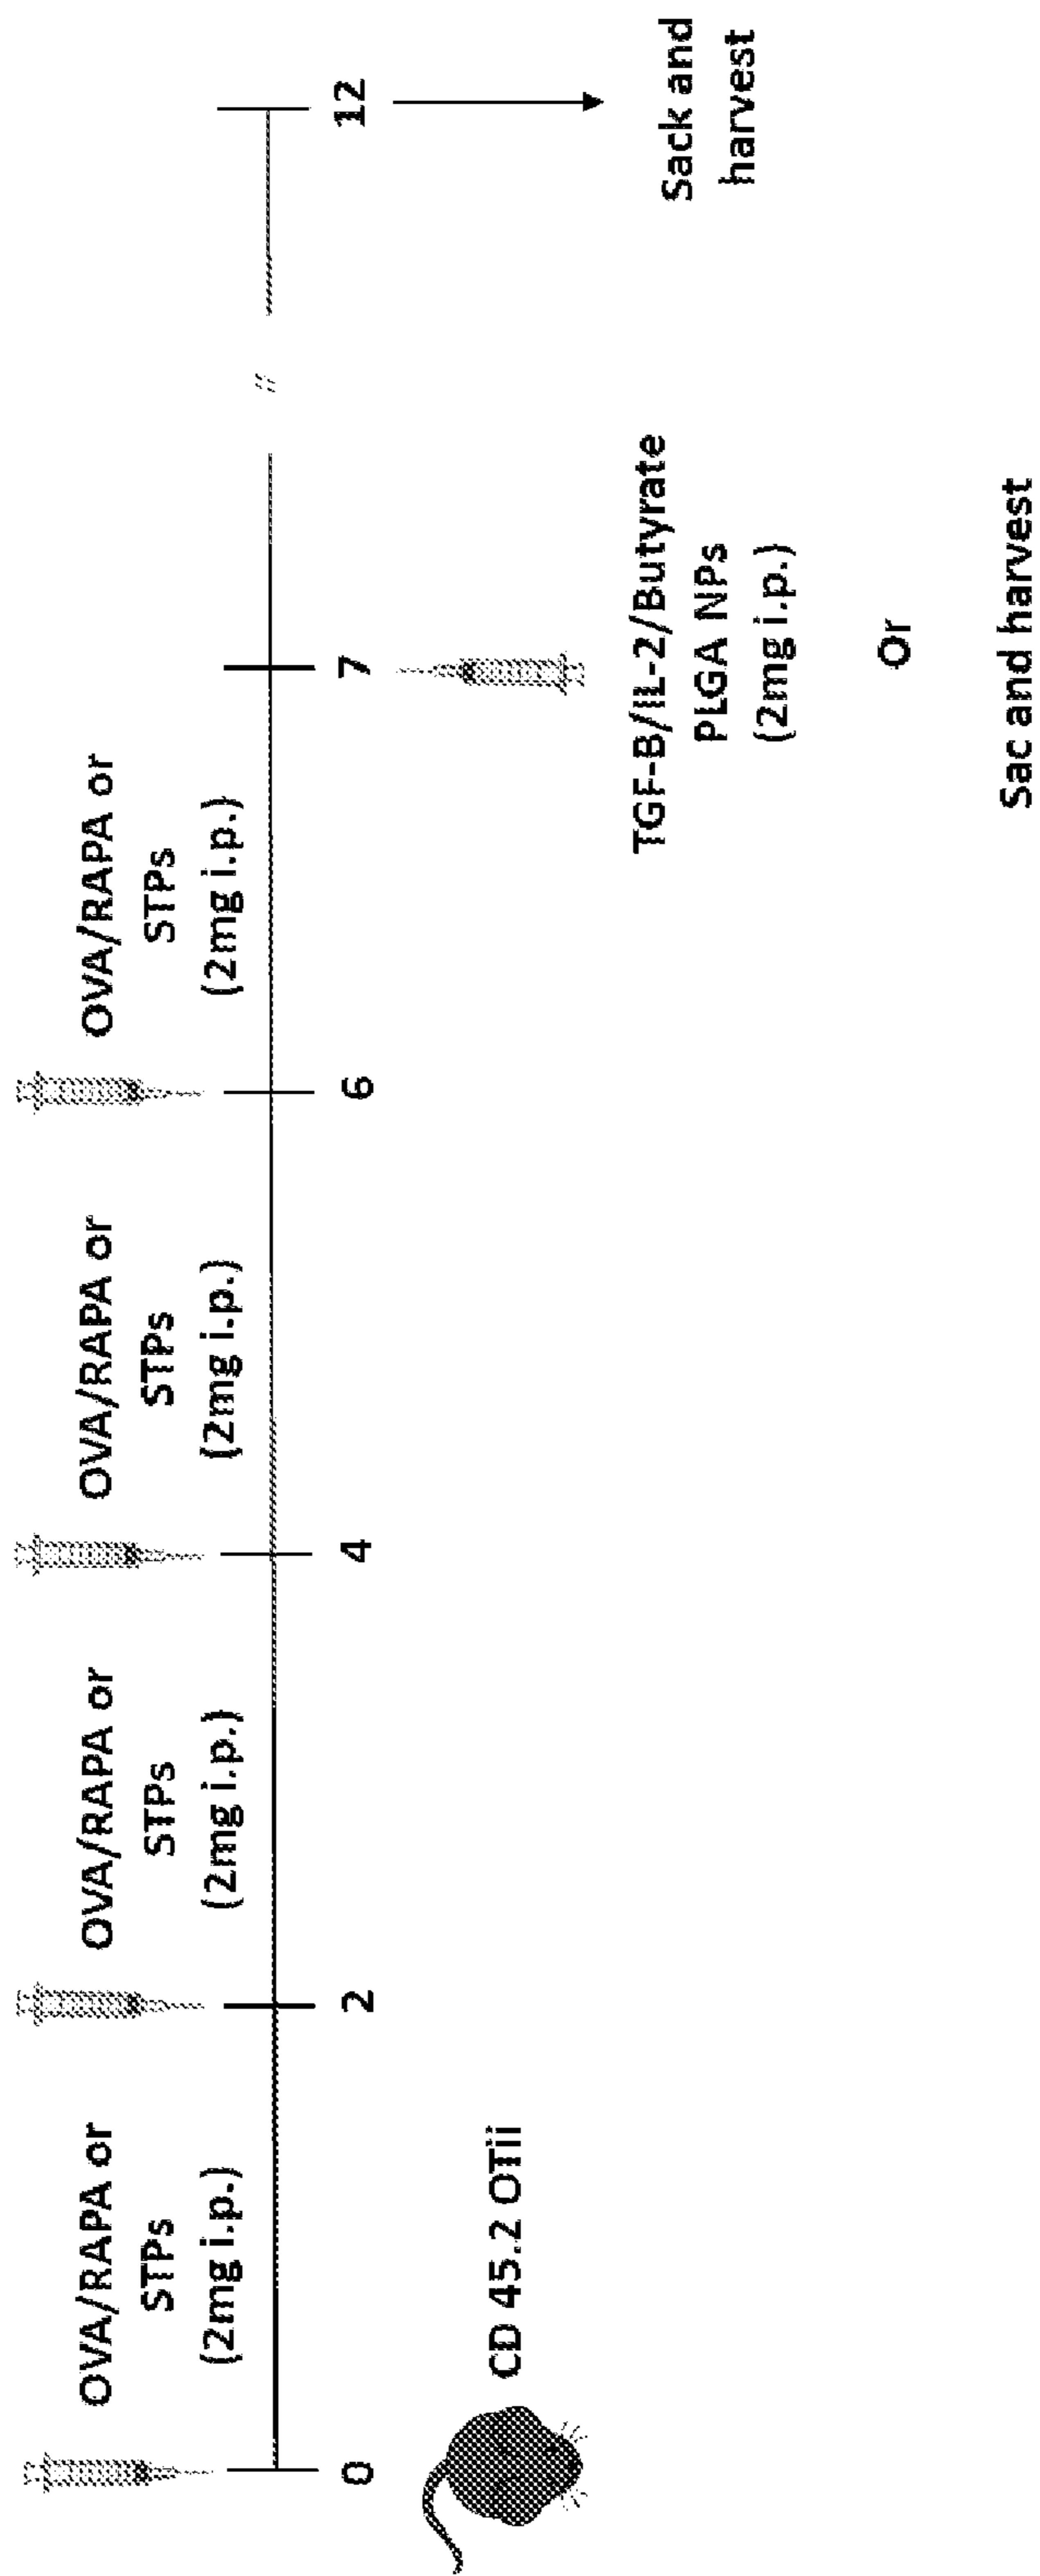 OVA/RAPA or
STPs
(2mg i.p.)
OVA/RAPA or
STPs
(2mg i.p.)
OVA/RAPA or
STPs
(2mg i.p.)
OVA/RAPA or
STPs
(2mg i.p.)
0
2
4
6
7
12
CD 45.2 OTii
TGF-B/IL-2/Butyrate
PLGA NPs
(2mg i.p.)
Or
Sac and harvest
Sack and
harvest